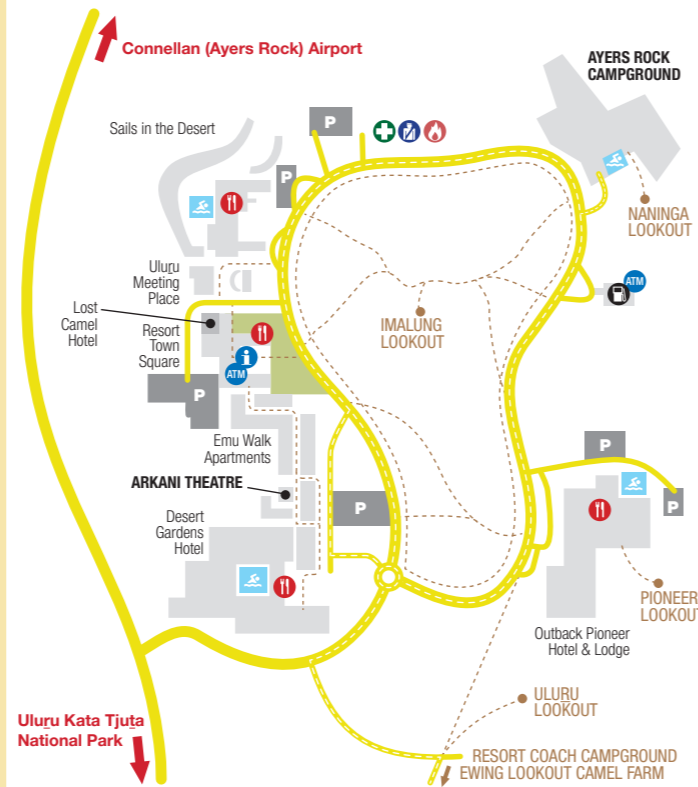 Connellan (Ayers Rock) Airport
AYERS ROCK
CAMPGROUND
Sails in the Desert
P
P
NANINGA
LOOKOUT
Uluṟu
Meeting
Place
ATM
Lost
Camel
Hotel
IMALUNG
LOOKOUT
Resort
Town
Square
i
ATM
P
Emu Walk
Apartments
P
ARKANI THEATRE
P
P
Desert
Gardens
Hotel
PIONEER
LOOKOUT
Outback Pioneer
Hotel & Lodge
ULUṞU
LOOKOUT
Uluṟu Kata Tjuṯa
National Park
RESORT COACH CAMPGROUND
EWING LOOKOUT CAMEL FARM